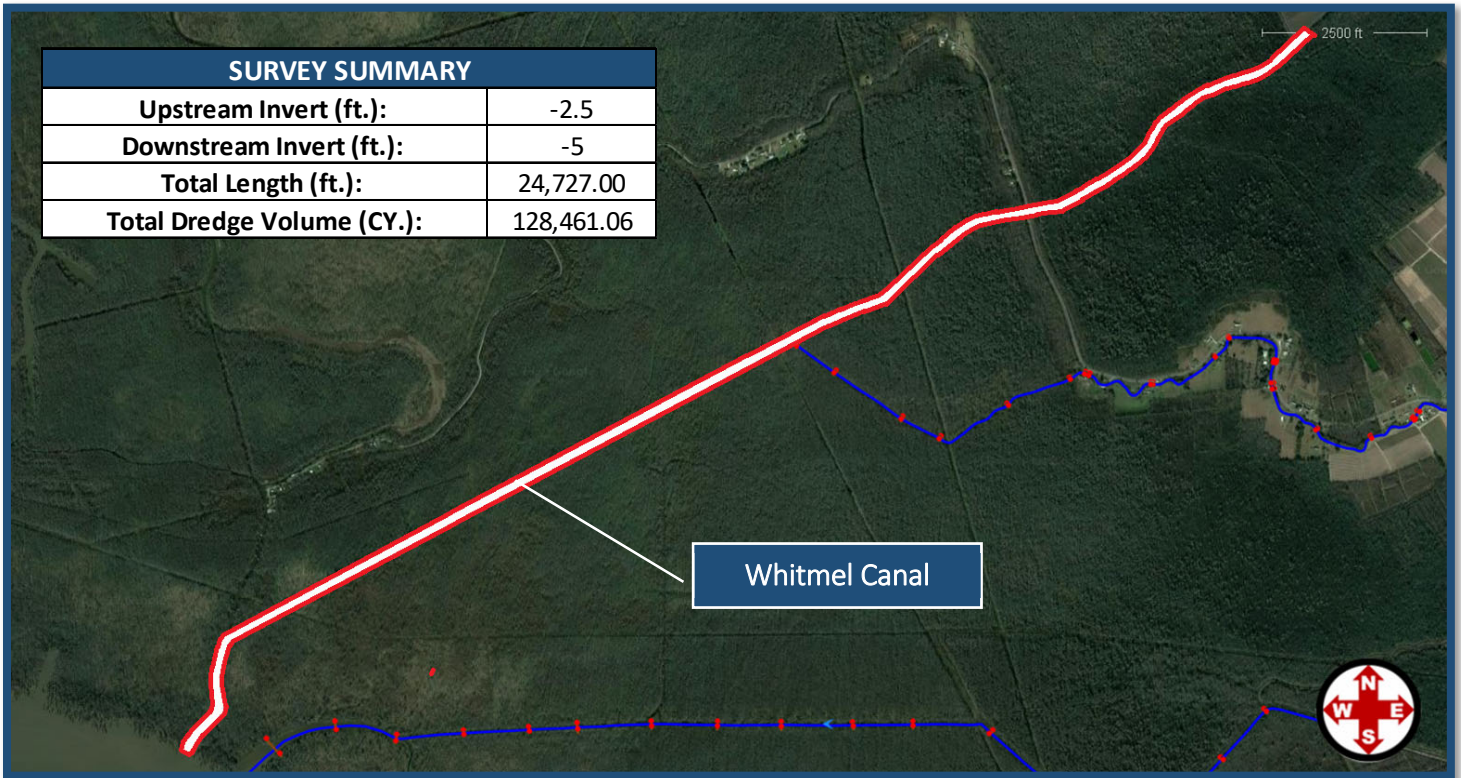 SURVEY SUMMARY
Upstream Invert (ft.): -2.5
Downstream Invert (ft.): -5
Total Length (ft.): 24,727.00
Total Dredge Volume (CY.): 128,461.06
2500 ft
Whitmel Canal
N
W E
S